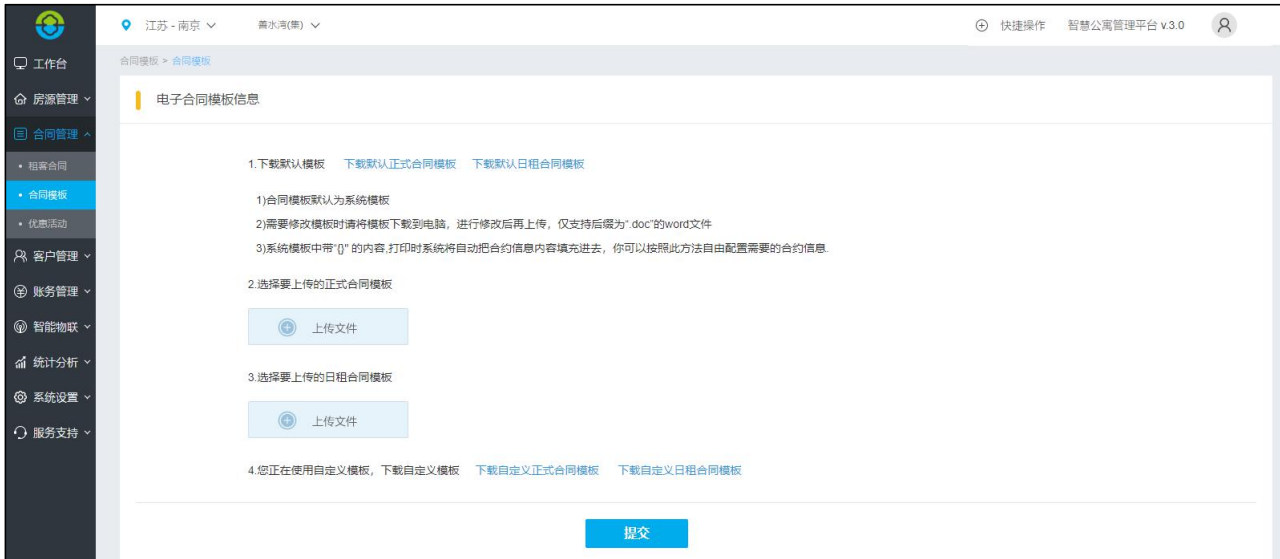 江苏 - 南京
善水湾(集)
快捷操作
智慧公寓管理平台 v.3.0
工作台
房源管理
合同管理
租客合同
合同模板
优惠活动
客户管理
账务管理
智能物联
统计分析
系统设置
服务支持
合同模板 > 合同模板
电子合同模板信息
1.下载默认模板 下载默认正式合同模板 下载默认日租合同模板
1)合同模板默认为系统模板
2)需要修改模板时请将模板下载到电脑，进行修改后再上传，仅支持后缀为".doc"的word文件
3)系统模板中带"{}" 的内容,打印时系统将自动把合约信息内容填充进去，你可以按照此方法自由配置需要的合约信息.
2.选择要上传的正式合同模板
上传文件
3.选择要上传的日租合同模板
上传文件
4.您正在使用自定义模板，下载自定义模板 下载自定义正式合同模板 下载自定义日租合同模板
提交